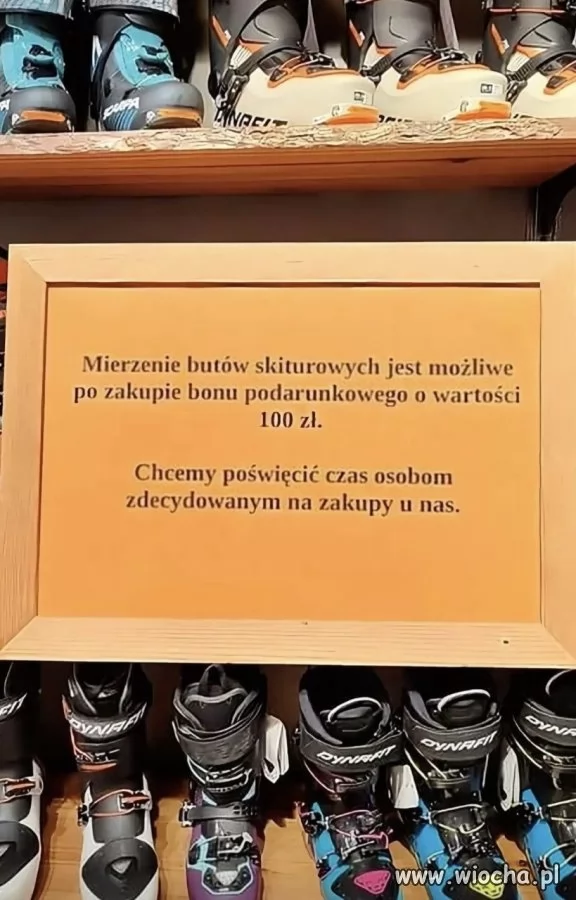 DYNAFIT
Mierzenie butów skiturowych jest możliwe
po zakupie bonu podarunkowego o wartości
100 zł.
Chcemy poświęcić czas osobom
zdecydowanym na zakupy u nas.
DYNAFIT
DYNAFIT
DYNAFIT
DYNAFIT
www.wiocha.pl